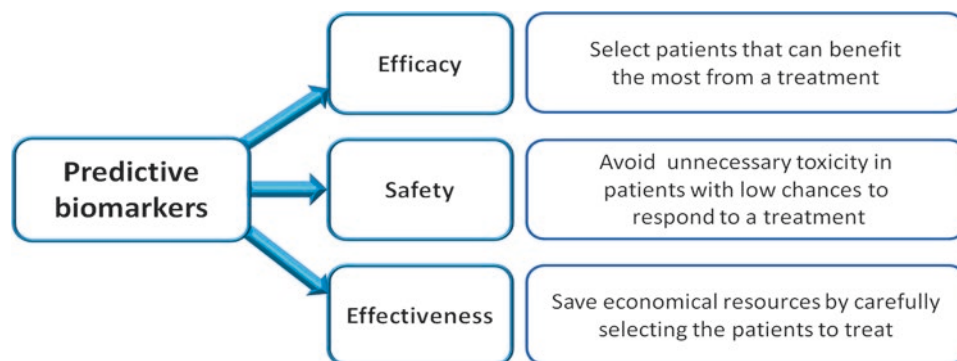 Efficacy
Select patients that can benefit
the most from a treatment
Predictive
biomarkers
Safety
Avoid unnecessary toxicity in
patients with low chances to
respond to a treatment
Effectiveness
Save economical resources by carefully
selecting the patients to treat